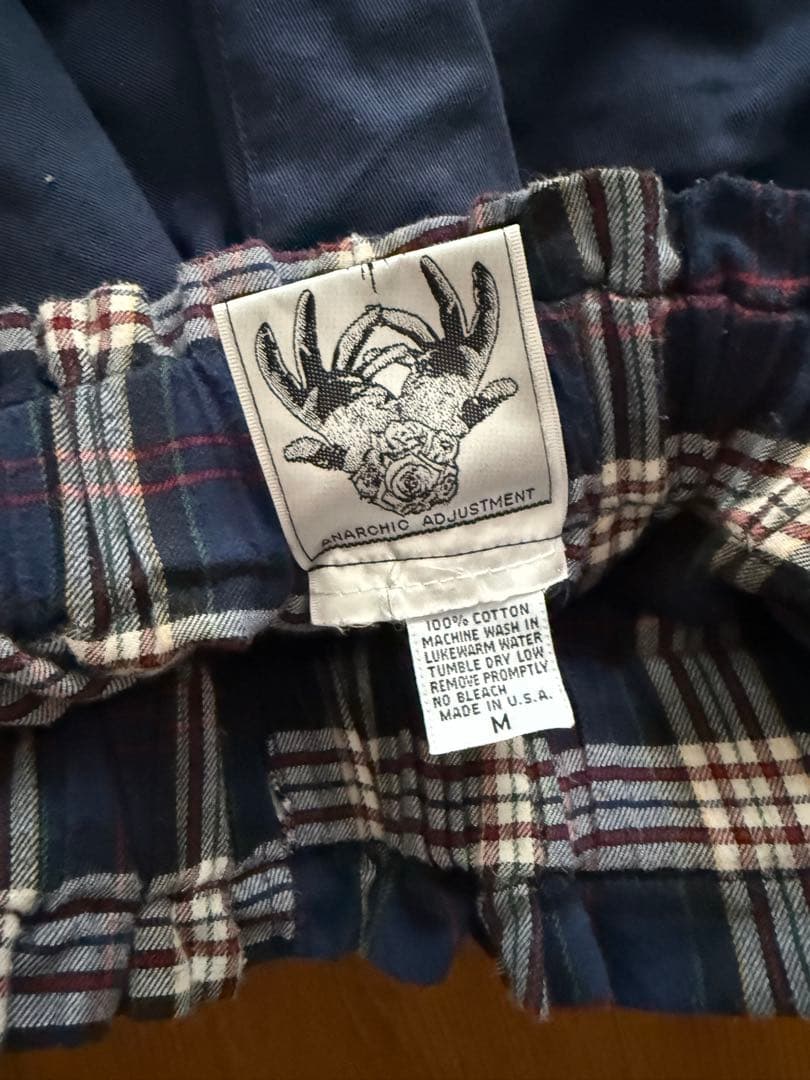 ANARCHIC ADJUSTMENT
100% COTTON
MACHINE WASH IN
LUKEWARM WATER
TUMBLE DRY LOW
REMOVE PROMPTLY
NO BLEACH
MADE IN U.S.A.
M